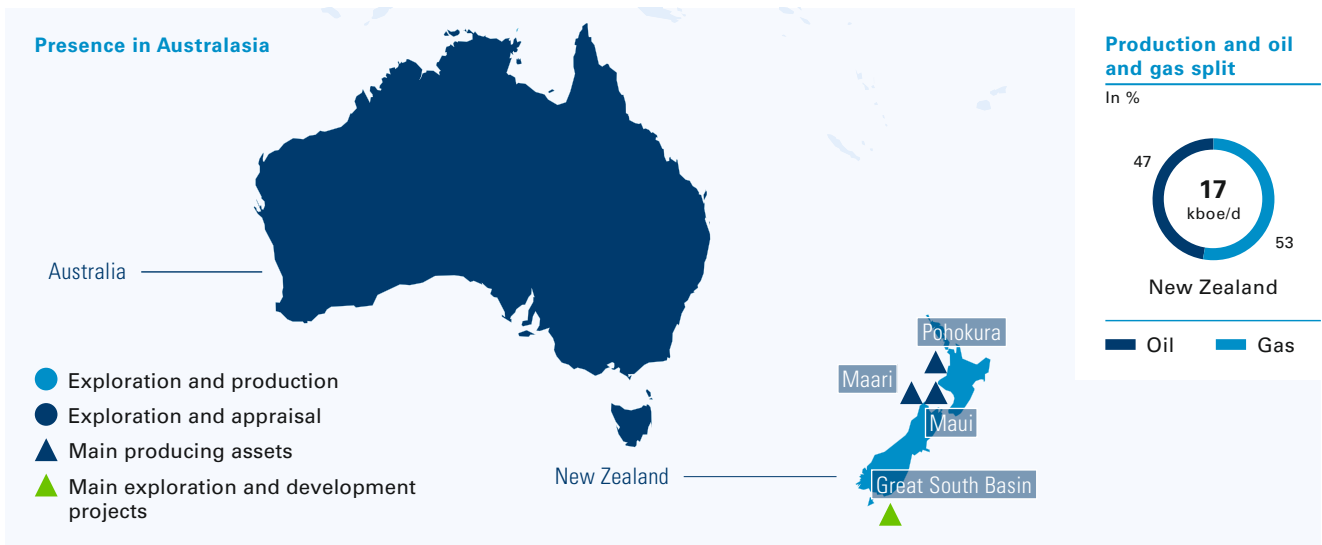 Presence in Australasia
Australia
Exploration and production
Exploration and appraisal
Main producing assets
Main exploration and development
projects
New Zealand
Pohokura
Maari
Maui
Great South Basin
Production and oil
and gas split
In %
47
17
kboe/d
53
New Zealand
Oil
Gas